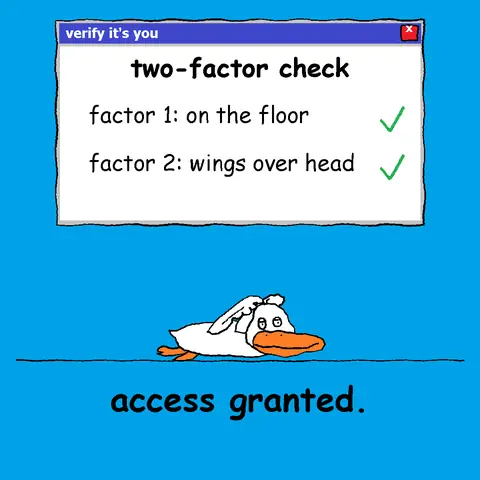 verify it's you
two-factor check
factor 1: on the floor
factor 2: wings over head
access granted.